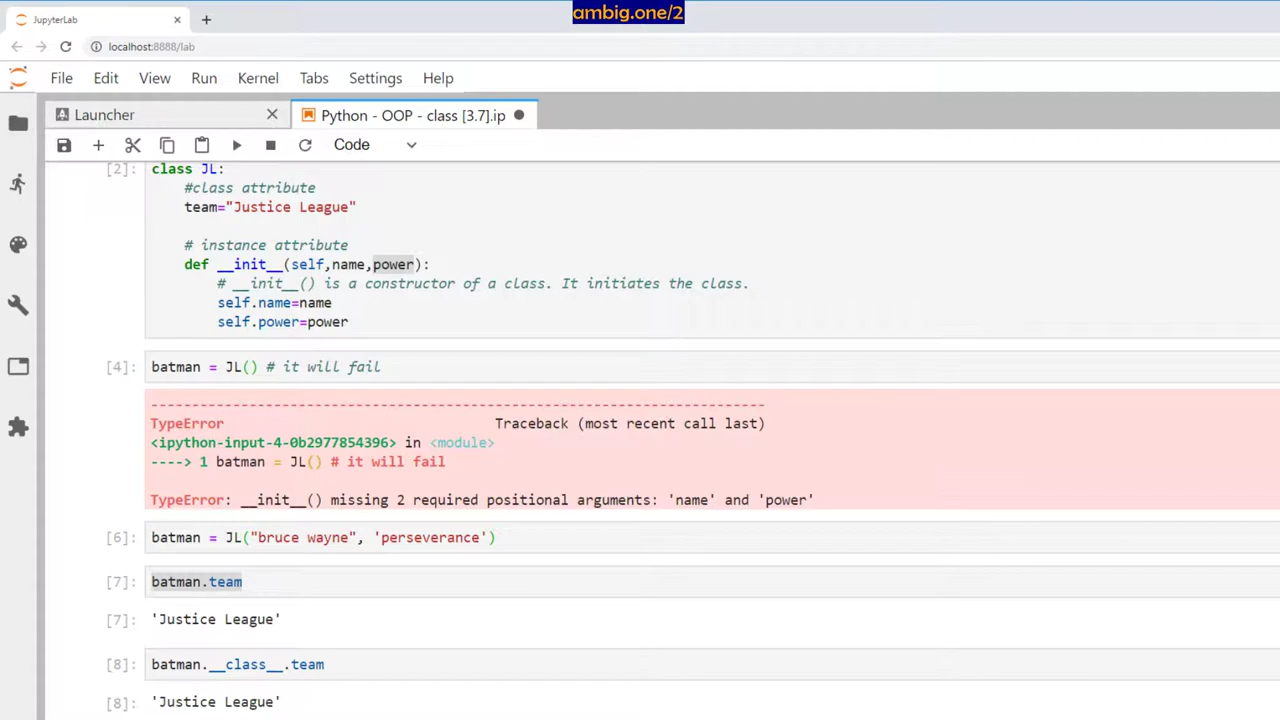 ambig.one/2
JupyterLab
localhost:8888/lab
File Edit View Run Kernel Tabs Settings Help
Launcher
Python - OOP - class [3.7].ip
Code
[2]: class JL:
#class attribute
team="Justice League"
# instance attribute
def __init__(self,name,power):
# __init__() is a constructor of a class. It initiates the class.
self.name=name
self.power=power
[4]: batman = JL() # it will fail
---------------------------------------------------------------------------
TypeError Traceback (most recent call last)
<ipython-input-4-0b2977854396> in <module>
----> 1 batman = JL() # it will fail
TypeError: __init__() missing 2 required positional arguments: 'name' and 'power'
[6]: batman = JL("bruce wayne", 'perseverance')
[7]: batman.team
[7]: 'Justice League'
[8]: batman.__class__.team
[8]: 'Justice League'